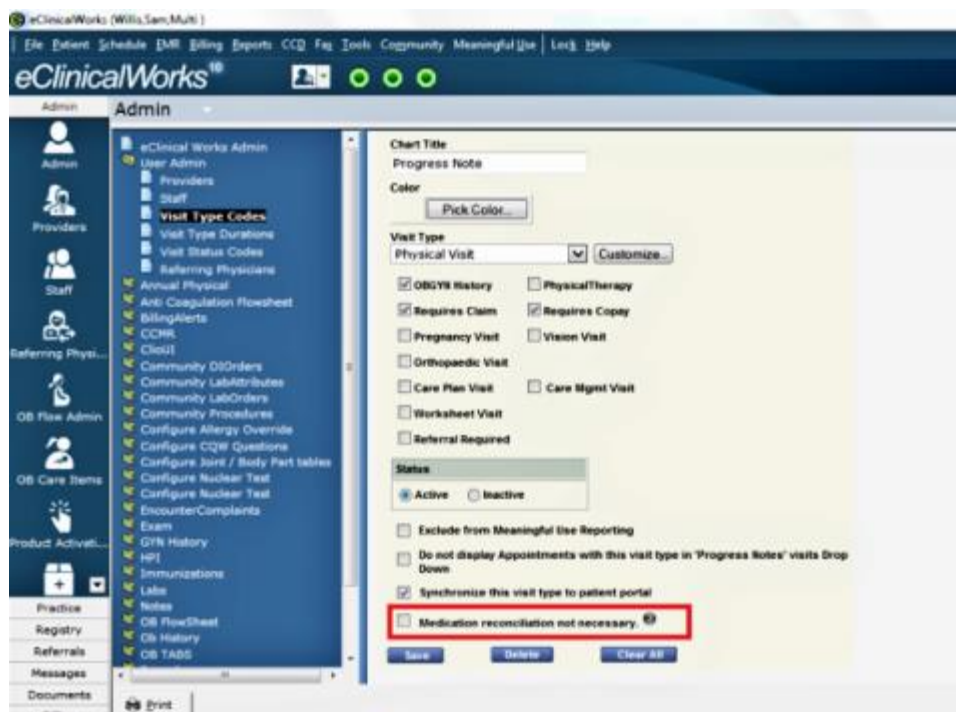 eClinicalWorks (Willis,Sam,Multi )
File Patient Schedule EMR Billing Reports CCD Fax Tools Community Meaningful Use Lock Help
eClinicalWorks 10
Admin
Admin
Providers
Staff
Referring Physi...
OB Flow Admin
OB Care Items
Product Activati...
Practice
Registry
Referrals
Messages
Documents
Admin
eClinical Works Admin
User Admin
Providers
Staff
Visit Type Codes
Visit Type Durations
Visit Status Codes
Referring Physicians
Annual Physical
Anti Coagulation Flowsheet
BillingAlerts
CCMR
ClioUI
Community DIOrders
Community LabAttributes
Community LabOrders
Community Procedures
Configure Allergy Override
Configure CQW Questions
Configure Joint / Body Part tables
Configure Nuclear Test
Configure Nuclear Test
EncounterComplaints
Exam
GYN History
HPI
Immunizations
Labs
Notes
OB FlowSheet
Ob History
OB TABS
Print
Chart Title
Progress Note
Color
Pick Color...
Visit Type
Physical Visit Customize...
OBGYN History PhysicalTherapy
Requires Claim Requires Copay
Pregnancy Visit Vision Visit
Orthopaedic Visit
Care Plan Visit Care Mgmt Visit
Worksheet Visit
Referral Required
Status
Active Inactive
Exclude from Meaningful Use Reporting
Do not display Appointments with this visit type in 'Progress Notes' visits Drop
Down
Synchronize this visit type to patient portal
Medication reconciliation not necessary.
Save Delete Clear All